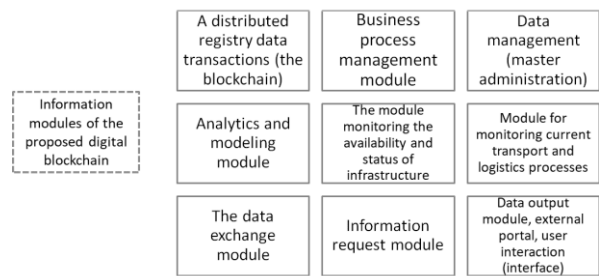 Information
modules of the
proposed digital
blockchain
A distributed
registry data
transactions (the
blockchain)
Business
process
management
module
Data
management
(master
administration)
Analytics and
modeling
module
The module
monitoring the
availability and
status of
infrastructure
Module for
monitoring current
transport and
logistics processes
The data
exchange
module
Information
request module
Data output
module, external
portal, user
interaction
(interface)